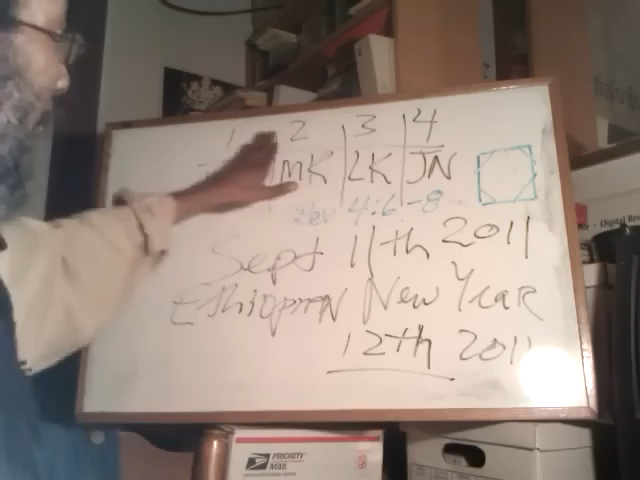 1 2 3 4
MK LK JN
Rev 4:6-8
Sept 11th 2011
Ethiopian New Year
12th 2011
PRIORITY
MAIL
Digital